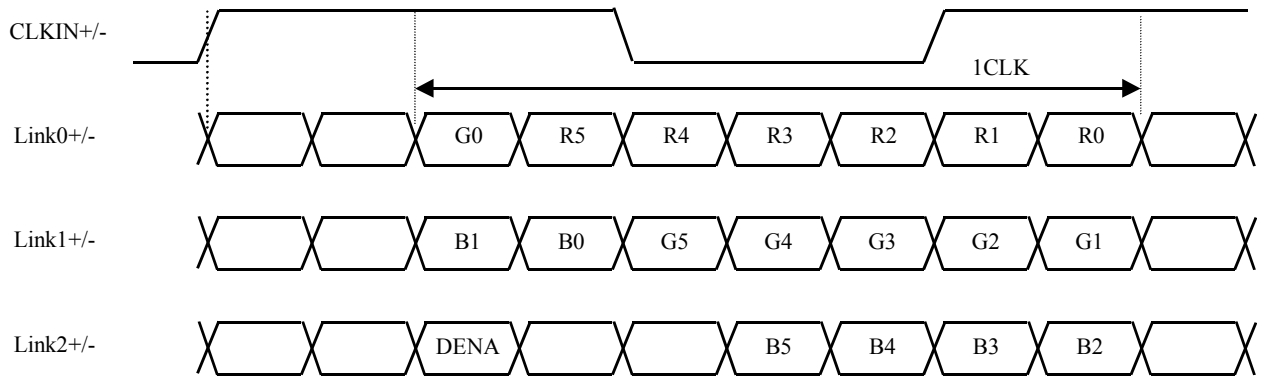 CLKIN+/-
1CLK
Link0+/- G0 R5 R4 R3 R2 R1 R0
Link1+/- B1 B0 G5 G4 G3 G2 G1
Link2+/- DENA B5 B4 B3 B2